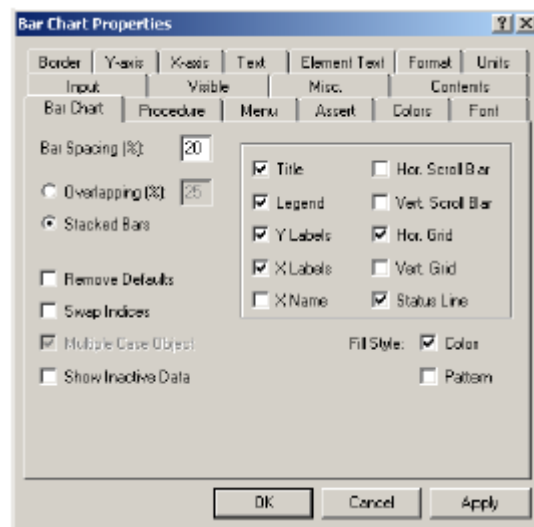 Bar Chart Properties
Border Y-axis X-axis Text Element Text Format Units
Input Visible Misc. Contents
Bar Chart Procedure Menu Assert Colors Font
Bar Spacing (%): 20
Overlapping (%) 25
Stacked Bars
Remove Defaults
Swap Indices
Multiple Case Object
Show Inactive Data
Title Hor. Scroll Bar
Legend Vert. Scroll Bar
Y Labels Hor. Grid
X Labels Vert. Grid
X Name Status Line
Fill Style: Color
Pattern
OK Cancel Apply